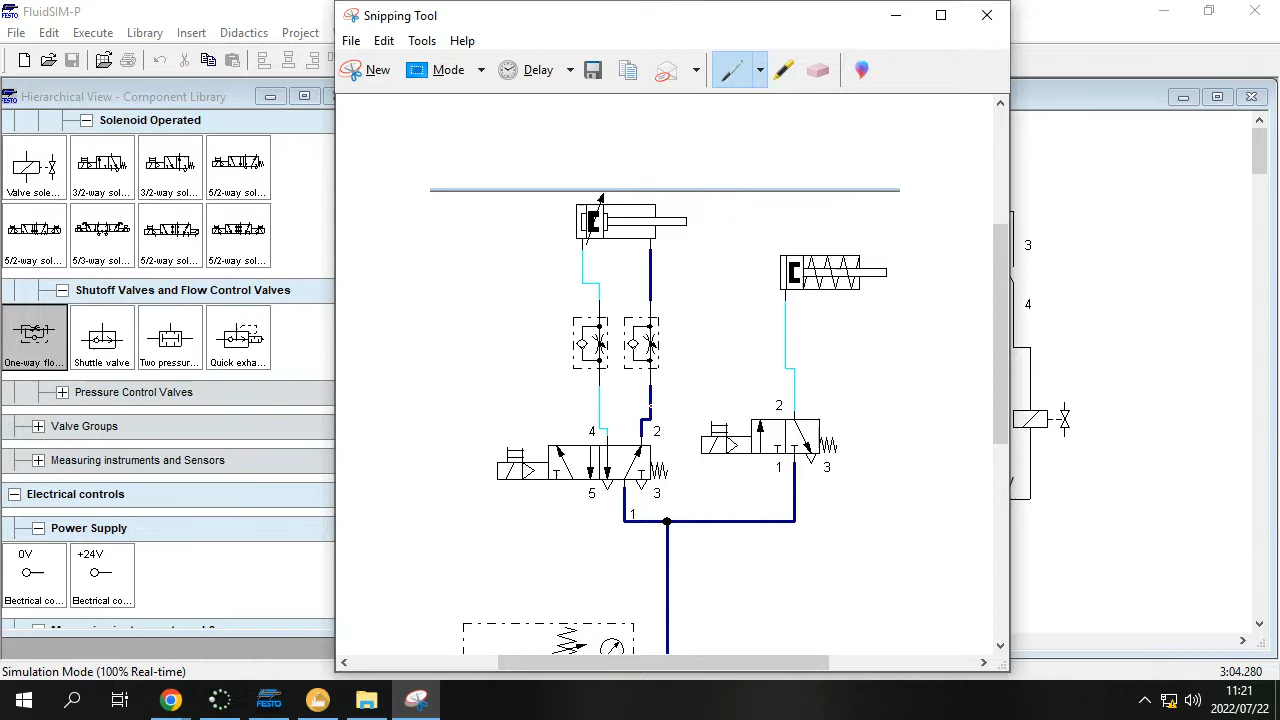 FluidSIM-P
File Edit Execute Library Insert Didactics Project
Hierarchical View - Component Library
Solenoid Operated
Valve sole... 3/2-way sol... 3/2-way sol... 5/2-way sol...
5/2-way sol... 5/3-way sol... 5/2-way sol... 5/2-way sol...
Shutoff Valves and Flow Control Valves
One-way flo... Shuttle valve Two pressur... Quick exha...
Pressure Control Valves
Valve Groups
Measuring instruments and Sensors
Electrical controls
Power Supply
0V +24V
Electrical co... Electrical co...
Simulation Mode (100% Real-time)
3:04.280
Snipping Tool
File Edit Tools Help
New Mode Delay
4 2
5 3
1
2
1 3
3
4
FESTO
11:21
2022/07/22